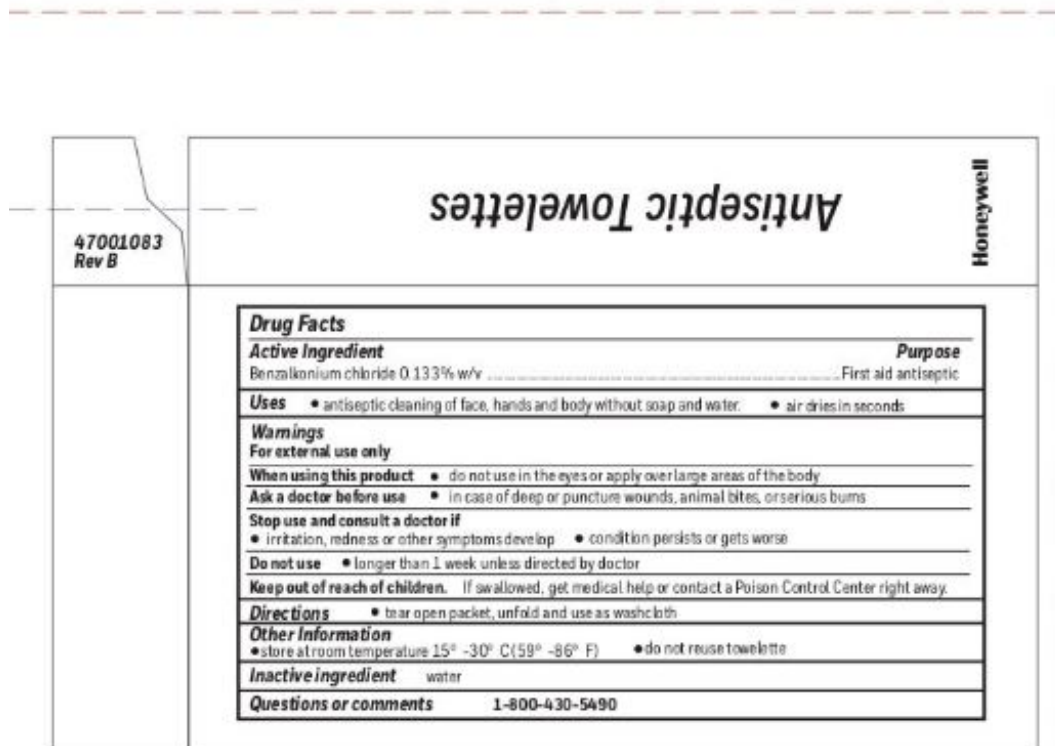 Antiseptic Towelettes
Honeywell
47001083
Rev B
Drug Facts
Active Ingredient Purpose
Benzalkonium chloride 0.133% w/v ........ First aid antiseptic
Uses • antiseptic cleaning of face, hands and body without soap and water. • air dries in seconds
Warnings
For external use only
When using this product • do not use in the eyes or apply over large areas of the body
Ask a doctor before use • in case of deep or puncture wounds, animal bites, or serious burns
Stop use and consult a doctor if
• irritation, redness or other symptoms develop • condition persists or gets worse
Do not use • longer than 1 week unless directed by doctor
Keep out of reach of children. If swallowed, get medical help or contact a Poison Control Center right away.
Directions • tear open packet, unfold and use as washcloth
Other Information
• store at room temperature 15° -30° C(59° -86° F) • do not reuse towelette
Inactive ingredient water
Questions or comments 1-800-430-5490